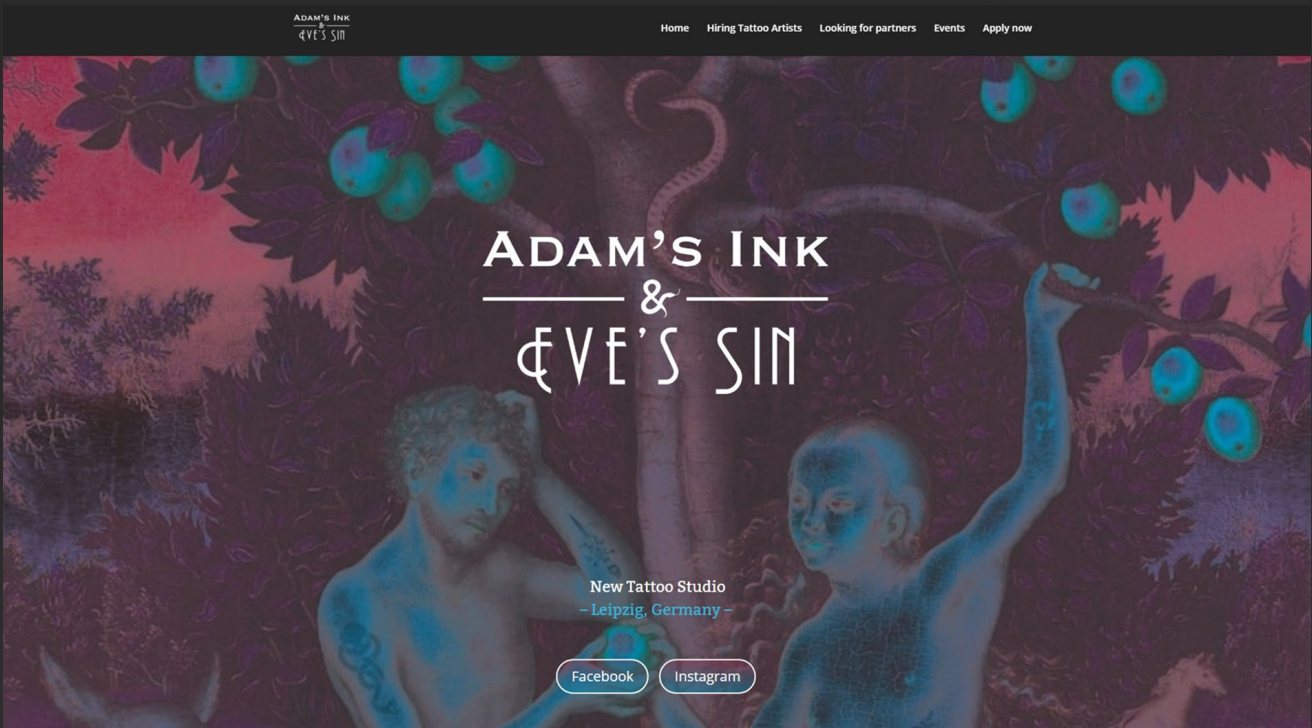 ADAM'S INK
&
EVE'S SIN
Home Hiring Tattoo Artists Looking for partners Events Apply now
ADAM'S INK
&
EVE'S SIN
New Tattoo Studio
– Leipzig, Germany –
Facebook Instagram